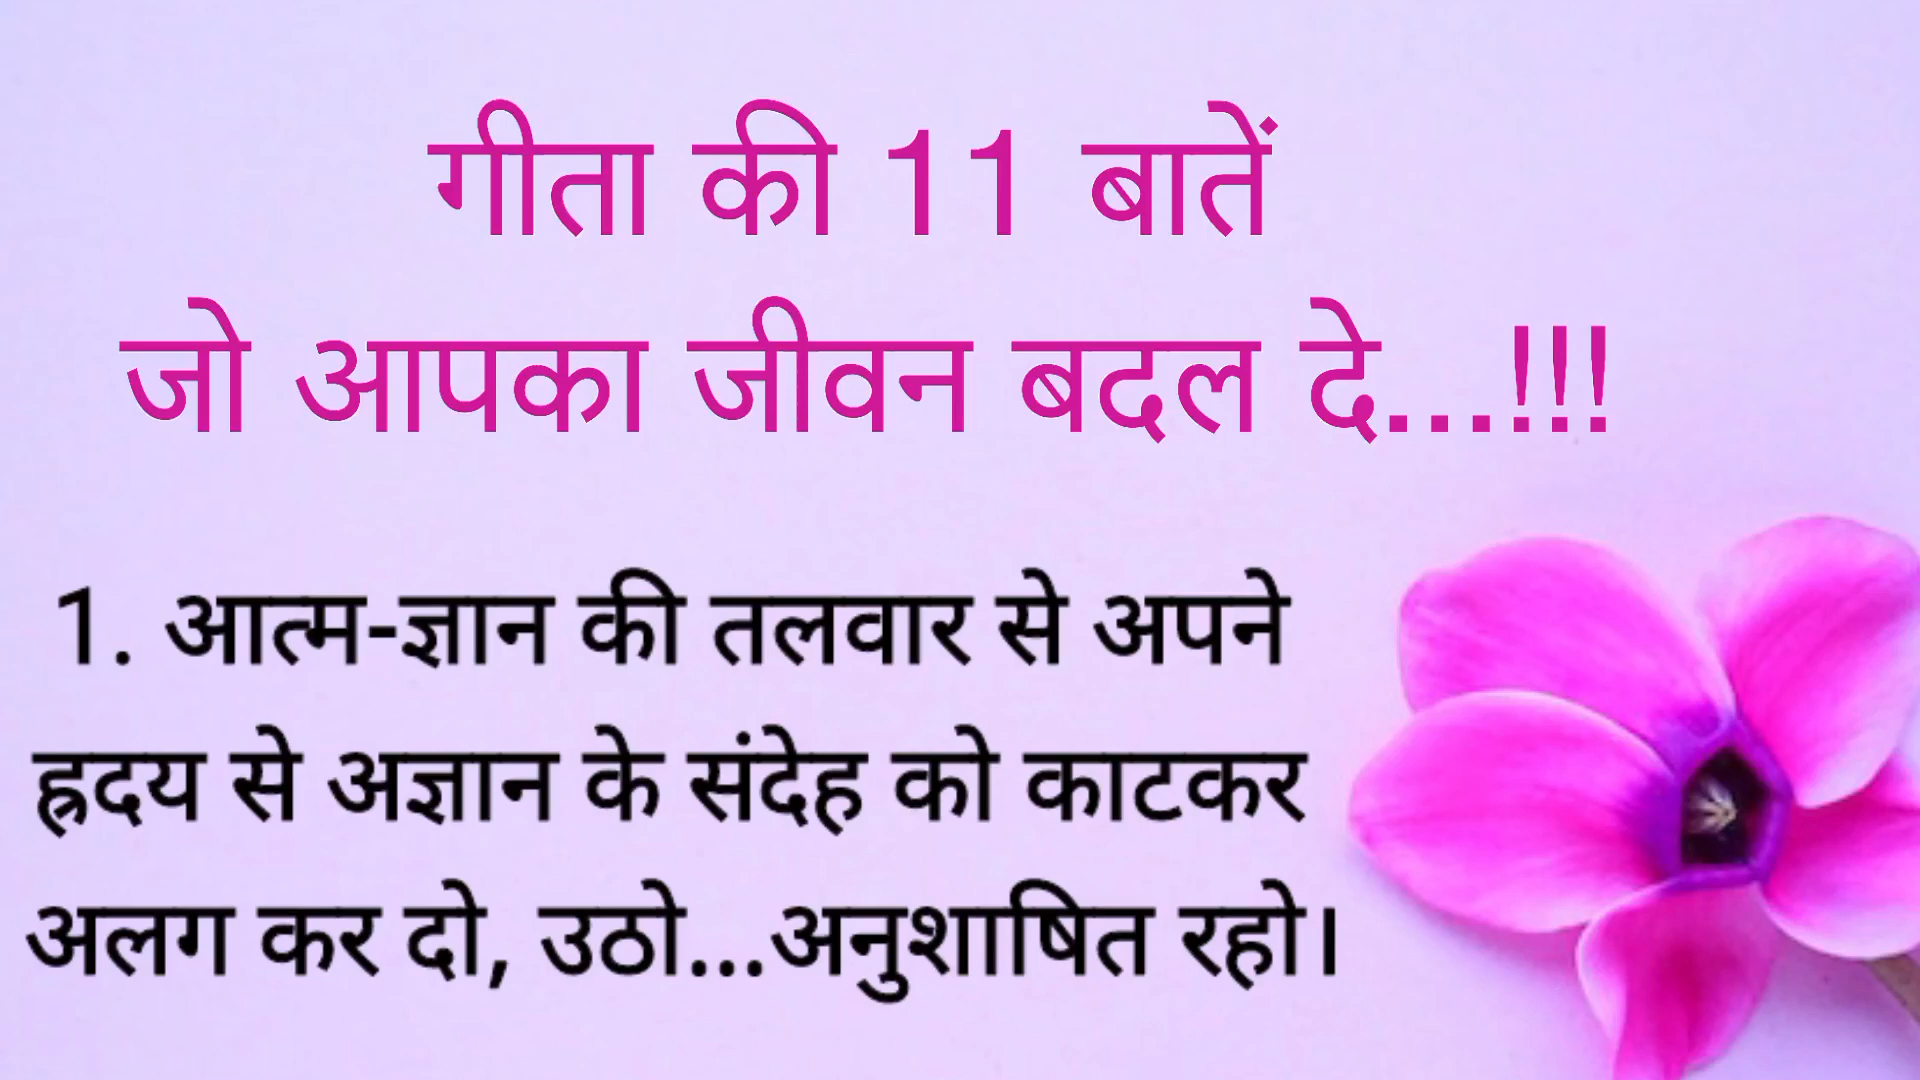 गीता की 11 बातें
जो आपका जीवन बदल दे...!!!
1. आत्म-ज्ञान की तलवार से अपने
ह्रदय से अज्ञान के संदेह को काटकर
अलग कर दो, उठो...अनुशाषित रहो।